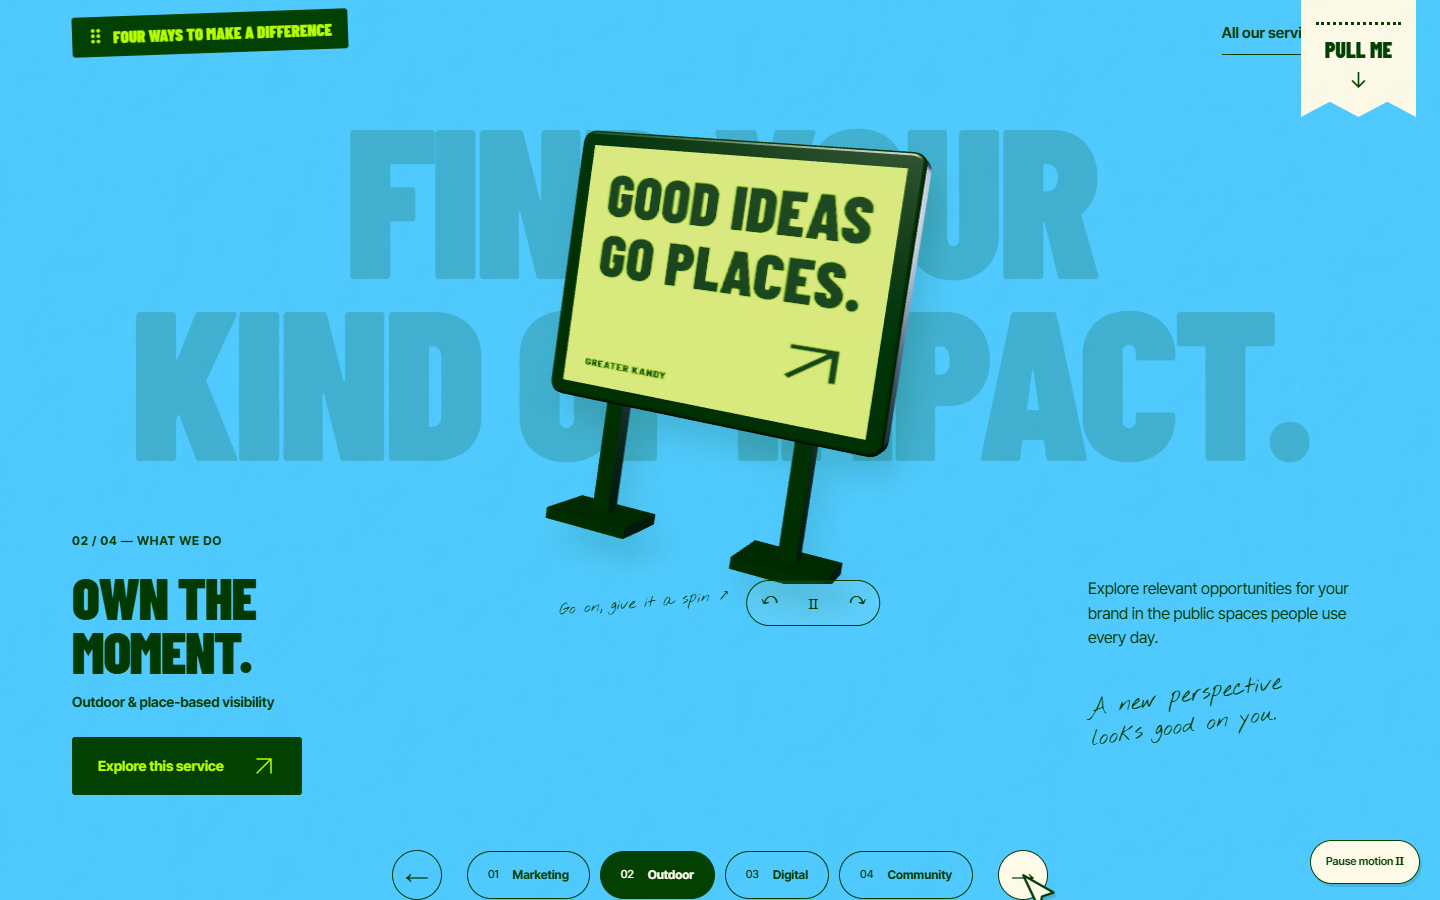 FOUR WAYS TO MAKE A DIFFERENCE
All our servi
PULL ME
GOOD IDEAS
GO PLACES.
GREATER KANDY
KIND
PACT.
02 / 04 — WHAT WE DO
OWN THE
MOMENT.
Outdoor & place-based visibility
Explore this service
Go on, give it a spin ↗
Explore relevant opportunities for your
brand in the public spaces people use
every day.
A new perspective
looks good on you.
← 01 Marketing 02 Outdoor 03 Digital 04 Community →
Pause motion II